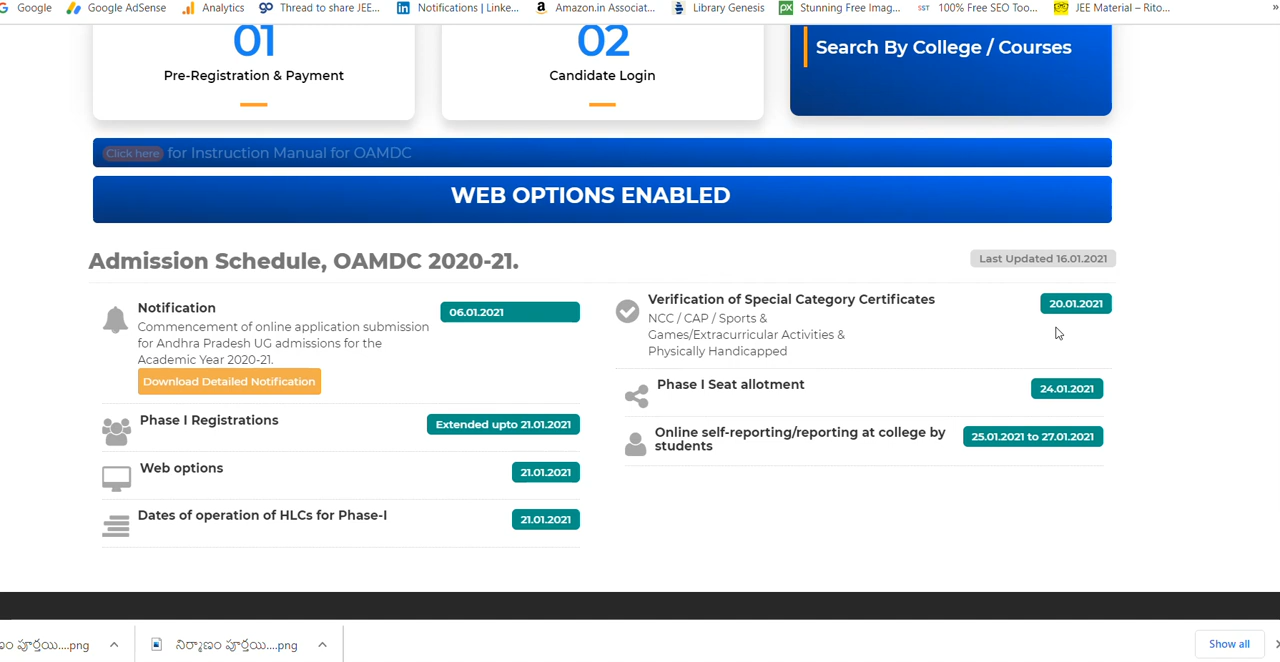 Google
Google AdSense
Analytics
Thread to share JEE...
Notifications | Linke...
Amazon.in Associat...
Library Genesis
Stunning Free Imag...
SST
100% Free SEO Too...
JEE Material – Rito...
»
01
Pre-Registration & Payment
02
Candidate Login
Search By College / Courses
Click here for Instruction Manual for OAMDC
WEB OPTIONS ENABLED
Admission Schedule, OAMDC 2020-21.
Last Updated 16.01.2021
Notification
06.01.2021
Commencement of online application submission
for Andhra Pradesh UG admissions for the
Academic Year 2020-21.
Download Detailed Notification
Phase I Registrations
Extended upto 21.01.2021
Web options
21.01.2021
Dates of operation of HLCs for Phase-I
21.01.2021
Verification of Special Category Certificates
20.01.2021
NCC / CAP / Sports &
Games/Extracurricular Activities &
Physically Handicapped
Phase I Seat allotment
24.01.2021
Online self-reporting/reporting at college by
students
25.01.2021 to 27.01.2021
ణం పూర్తయి....png
నిర్మాణం పూర్తయి....png
Show all